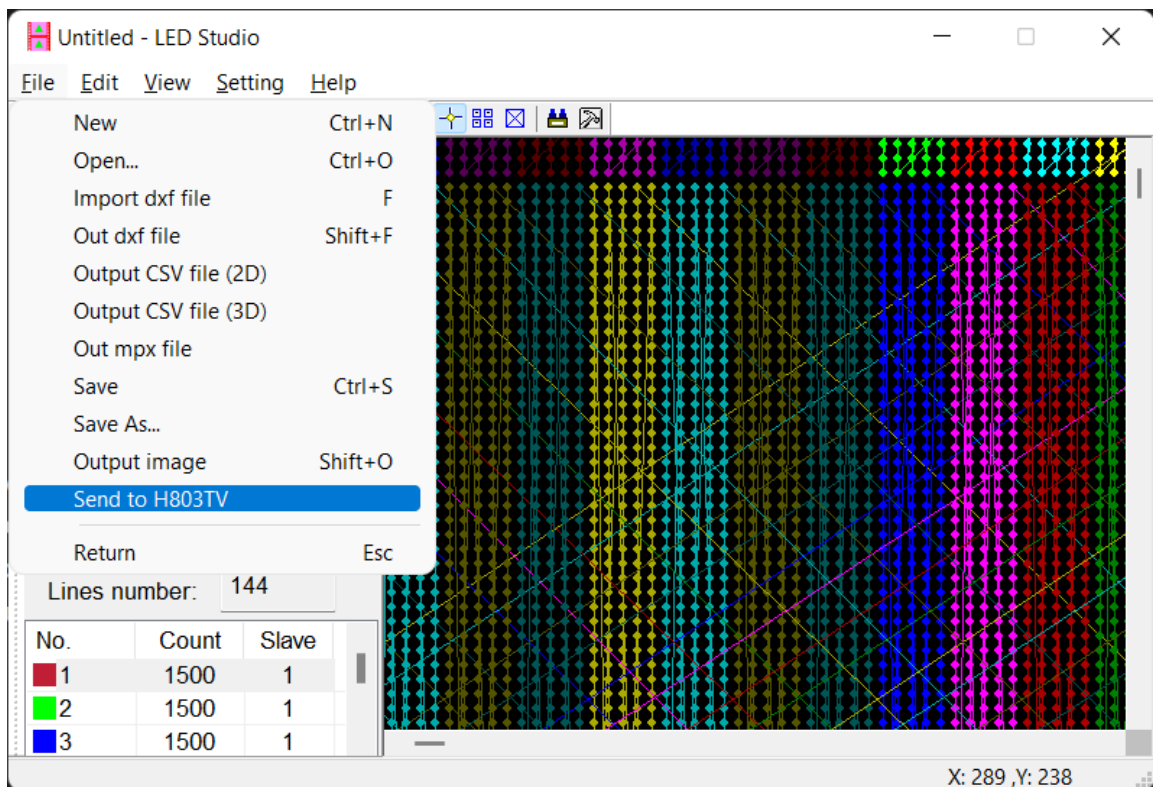 Untitled - LED Studio
File Edit View Setting Help
New Ctrl+N
Open... Ctrl+O
Import dxf file F
Out dxf file Shift+F
Output CSV file (2D)
Output CSV file (3D)
Out mpx file
Save Ctrl+S
Save As...
Output image Shift+O
Send to H803TV
Return Esc
Lines number: 144
No. Count Slave
1 1500 1
2 1500 1
3 1500 1
X: 289 ,Y: 238